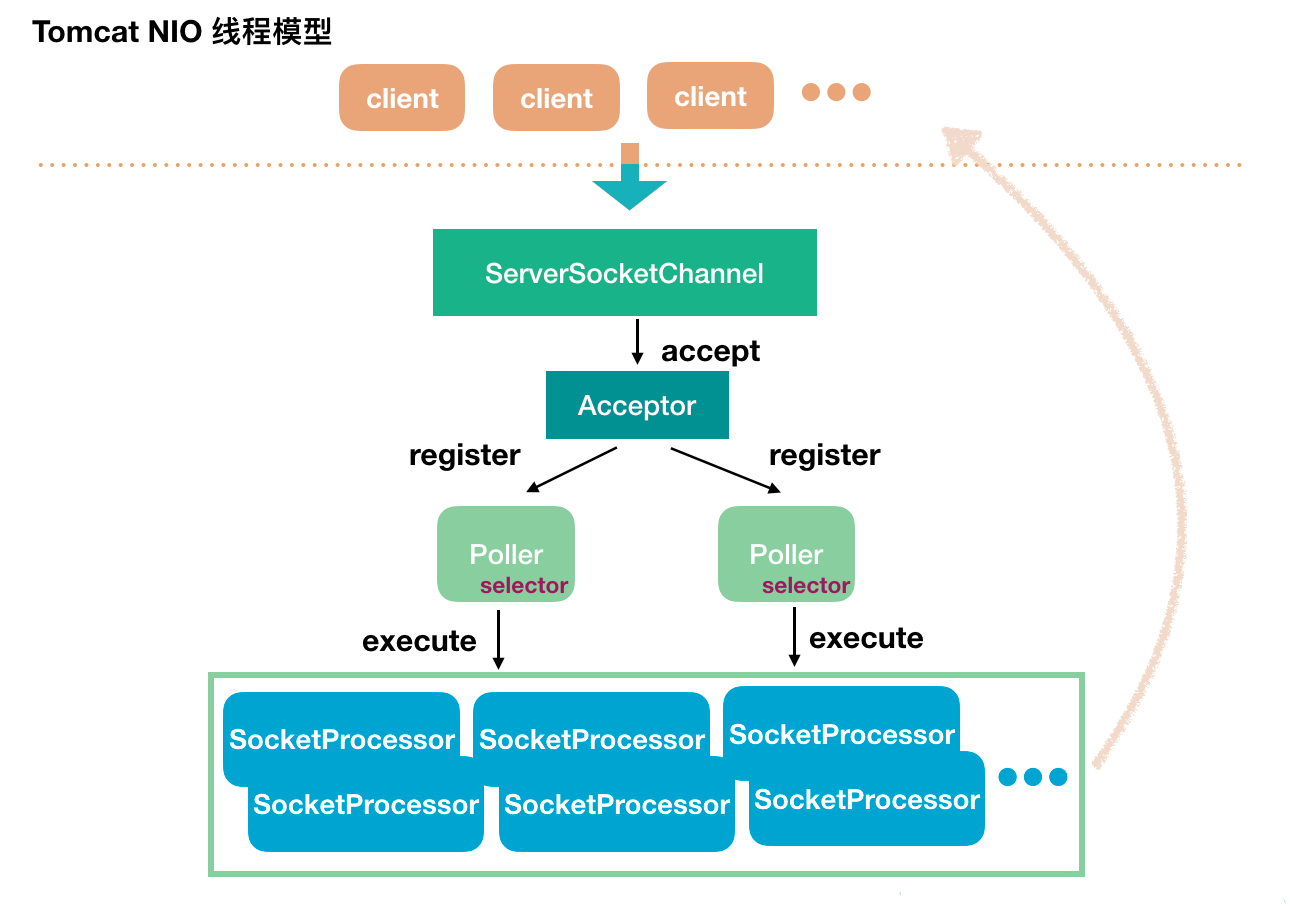 Tomcat NIO 线程模型
client
client
client
ServerSocketChannel
accept
Acceptor
register
register
Poller
selector
Poller
selector
execute
execute
SocketProcessor
SocketProcessor
SocketProcessor
SocketProcessor
SocketProcessor
SocketProcessor